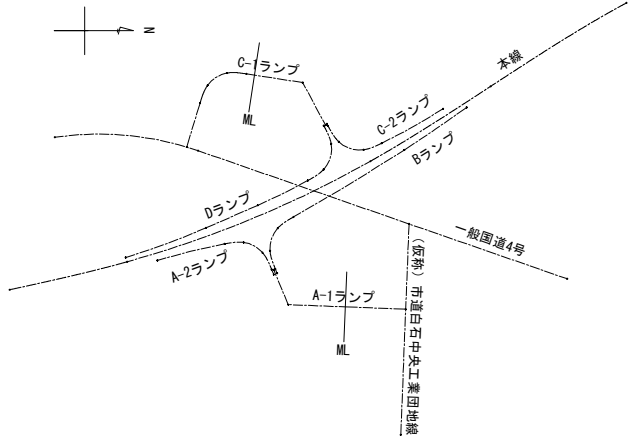 N
C-1ランプ
ML
本線
C-2ランプ
Bランプ
Dランプ
A-2ランプ
一般国道4号
A-1ランプ
ML
(仮称)市道白石中央工業団地線